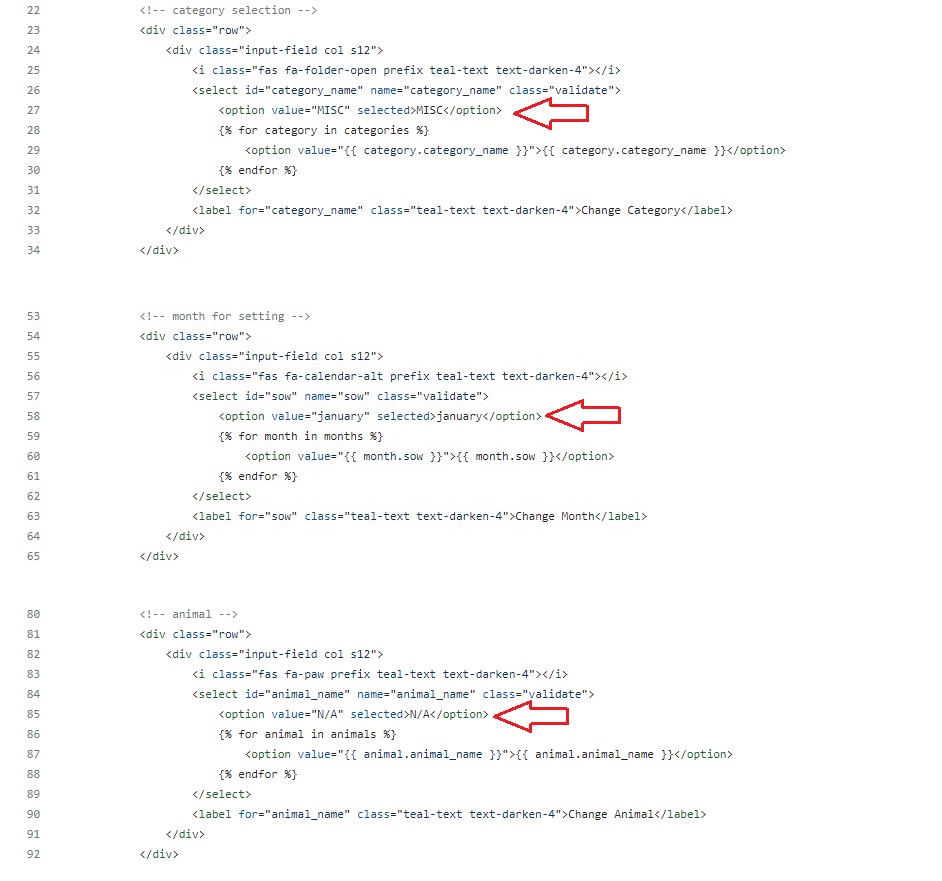 22 <!-- category selection -->
23 <div class="row">
24 <div class="input-field col s12">
25 <i class="fas fa-folder-open prefix teal-text text-darken-4"></i>
26 <select id="category_name" name="category_name" class="validate">
27 <option value="MISC" selected>MISC</option>
28 {% for category in categories %}
29 <option value="{{ category.category_name }}">{{ category.category_name }}</option>
30 {% endfor %}
31 </select>
32 <label for="category_name" class="teal-text text-darken-4">Change Category</label>
33 </div>
34 </div>
53 <!-- month for setting -->
54 <div class="row">
55 <div class="input-field col s12">
56 <i class="fas fa-calendar-alt prefix teal-text text-darken-4"></i>
57 <select id="sow" name="sow" class="validate">
58 <option value="january" selected>january</option>
59 {% for month in months %}
60 <option value="{{ month.sow }}">{{ month.sow }}</option>
61 {% endfor %}
62 </select>
63 <label for="sow" class="teal-text text-darken-4">Change Month</label>
64 </div>
65 </div>
80 <!-- animal -->
81 <div class="row">
82 <div class="input-field col s12">
83 <i class="fas fa-paw prefix teal-text text-darken-4"></i>
84 <select id="animal_name" name="animal_name" class="validate">
85 <option value="N/A" selected>N/A</option>
86 {% for animal in animals %}
87 <option value="{{ animal.animal_name }}">{{ animal.animal_name }}</option>
88 {% endfor %}
89 </select>
90 <label for="animal_name" class="teal-text text-darken-4">Change Animal</label>
91 </div>
92 </div>